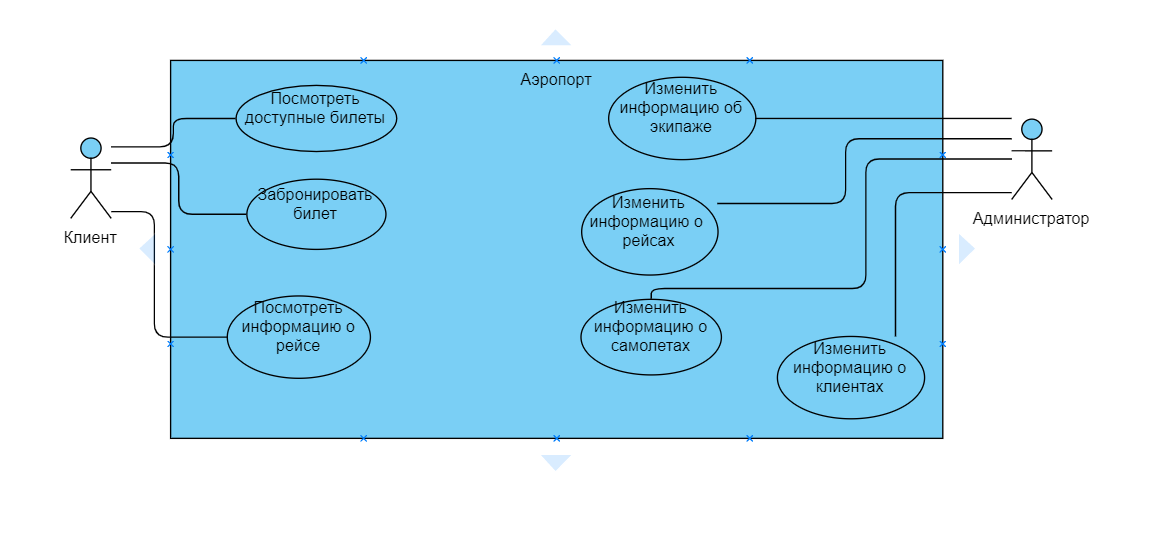 Аэропорт
Посмотреть
доступные билеты
Забронировать
билет
Посмотреть
информацию о
рейсе
Клиент
Изменить
информацию об
экипаже
Изменить
информацию о
рейсах
Изменить
информацию о
самолетах
Изменить
информацию о
клиентах
Администратор